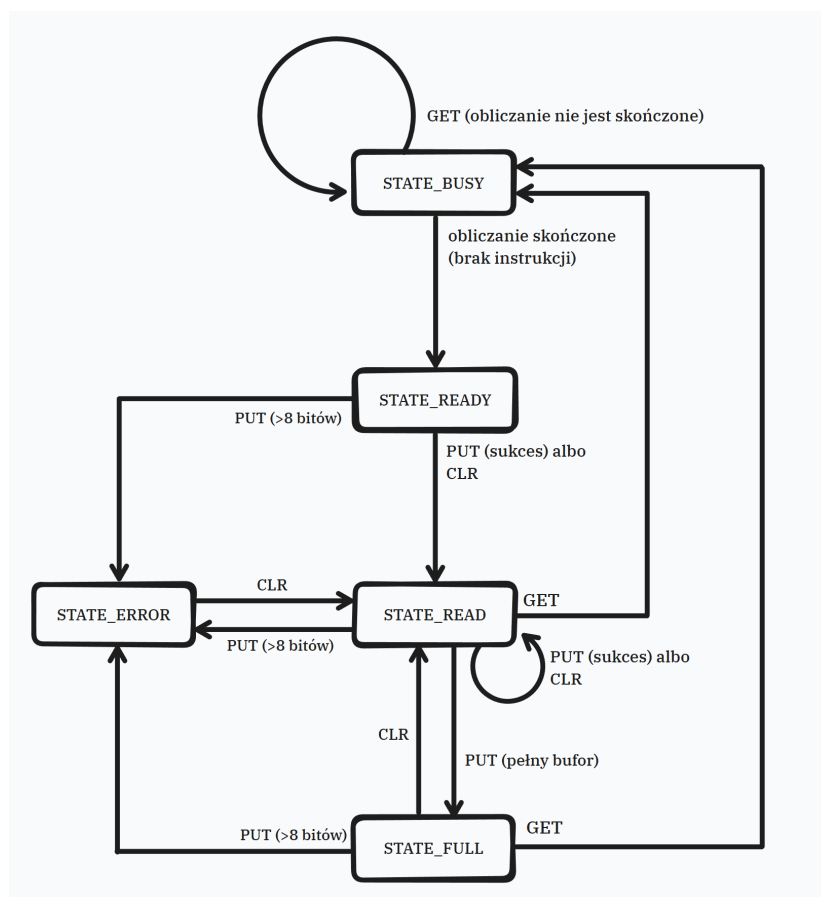 GET (obliczanie nie jest skończone)
STATE_BUSY
obliczanie skończone
(brak instrukcji)
STATE_READY
PUT (>8 bitów)
PUT (sukces) albo
CLR
CLR
STATE_ERROR
STATE_READ
GET
PUT (>8 bitów)
PUT (sukces) albo
CLR
CLR
PUT (pełny bufor)
PUT (>8 bitów)
GET
STATE_FULL